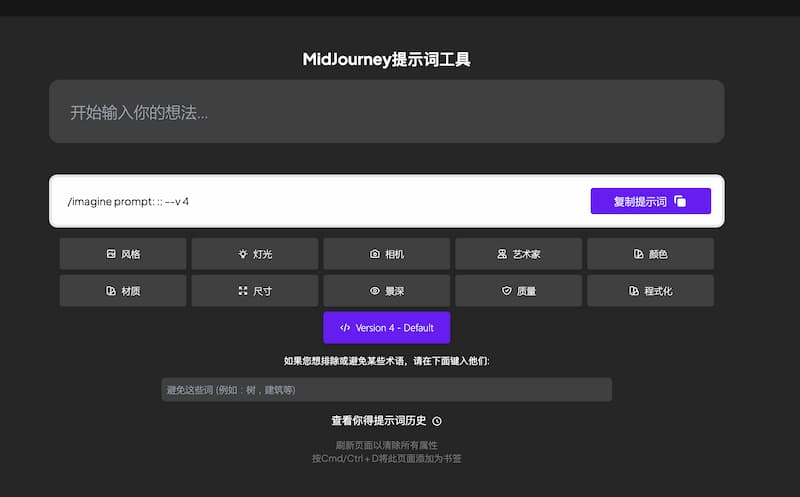 MidJourney提示词工具
开始输入你的想法...
/imagine prompt: :: --v 4
复制提示词
风格 灯光 相机 艺术家 颜色
材质 尺寸 景深 质量 程式化
</> Version 4 - Default
如果您想排除或避免某些术语，请在下面键入他们:
避免这些词 (例如：树，建筑等)
查看你得提示词历史
刷新页面以清除所有属性
按Cmd/Ctrl + D将此页面添加为书签